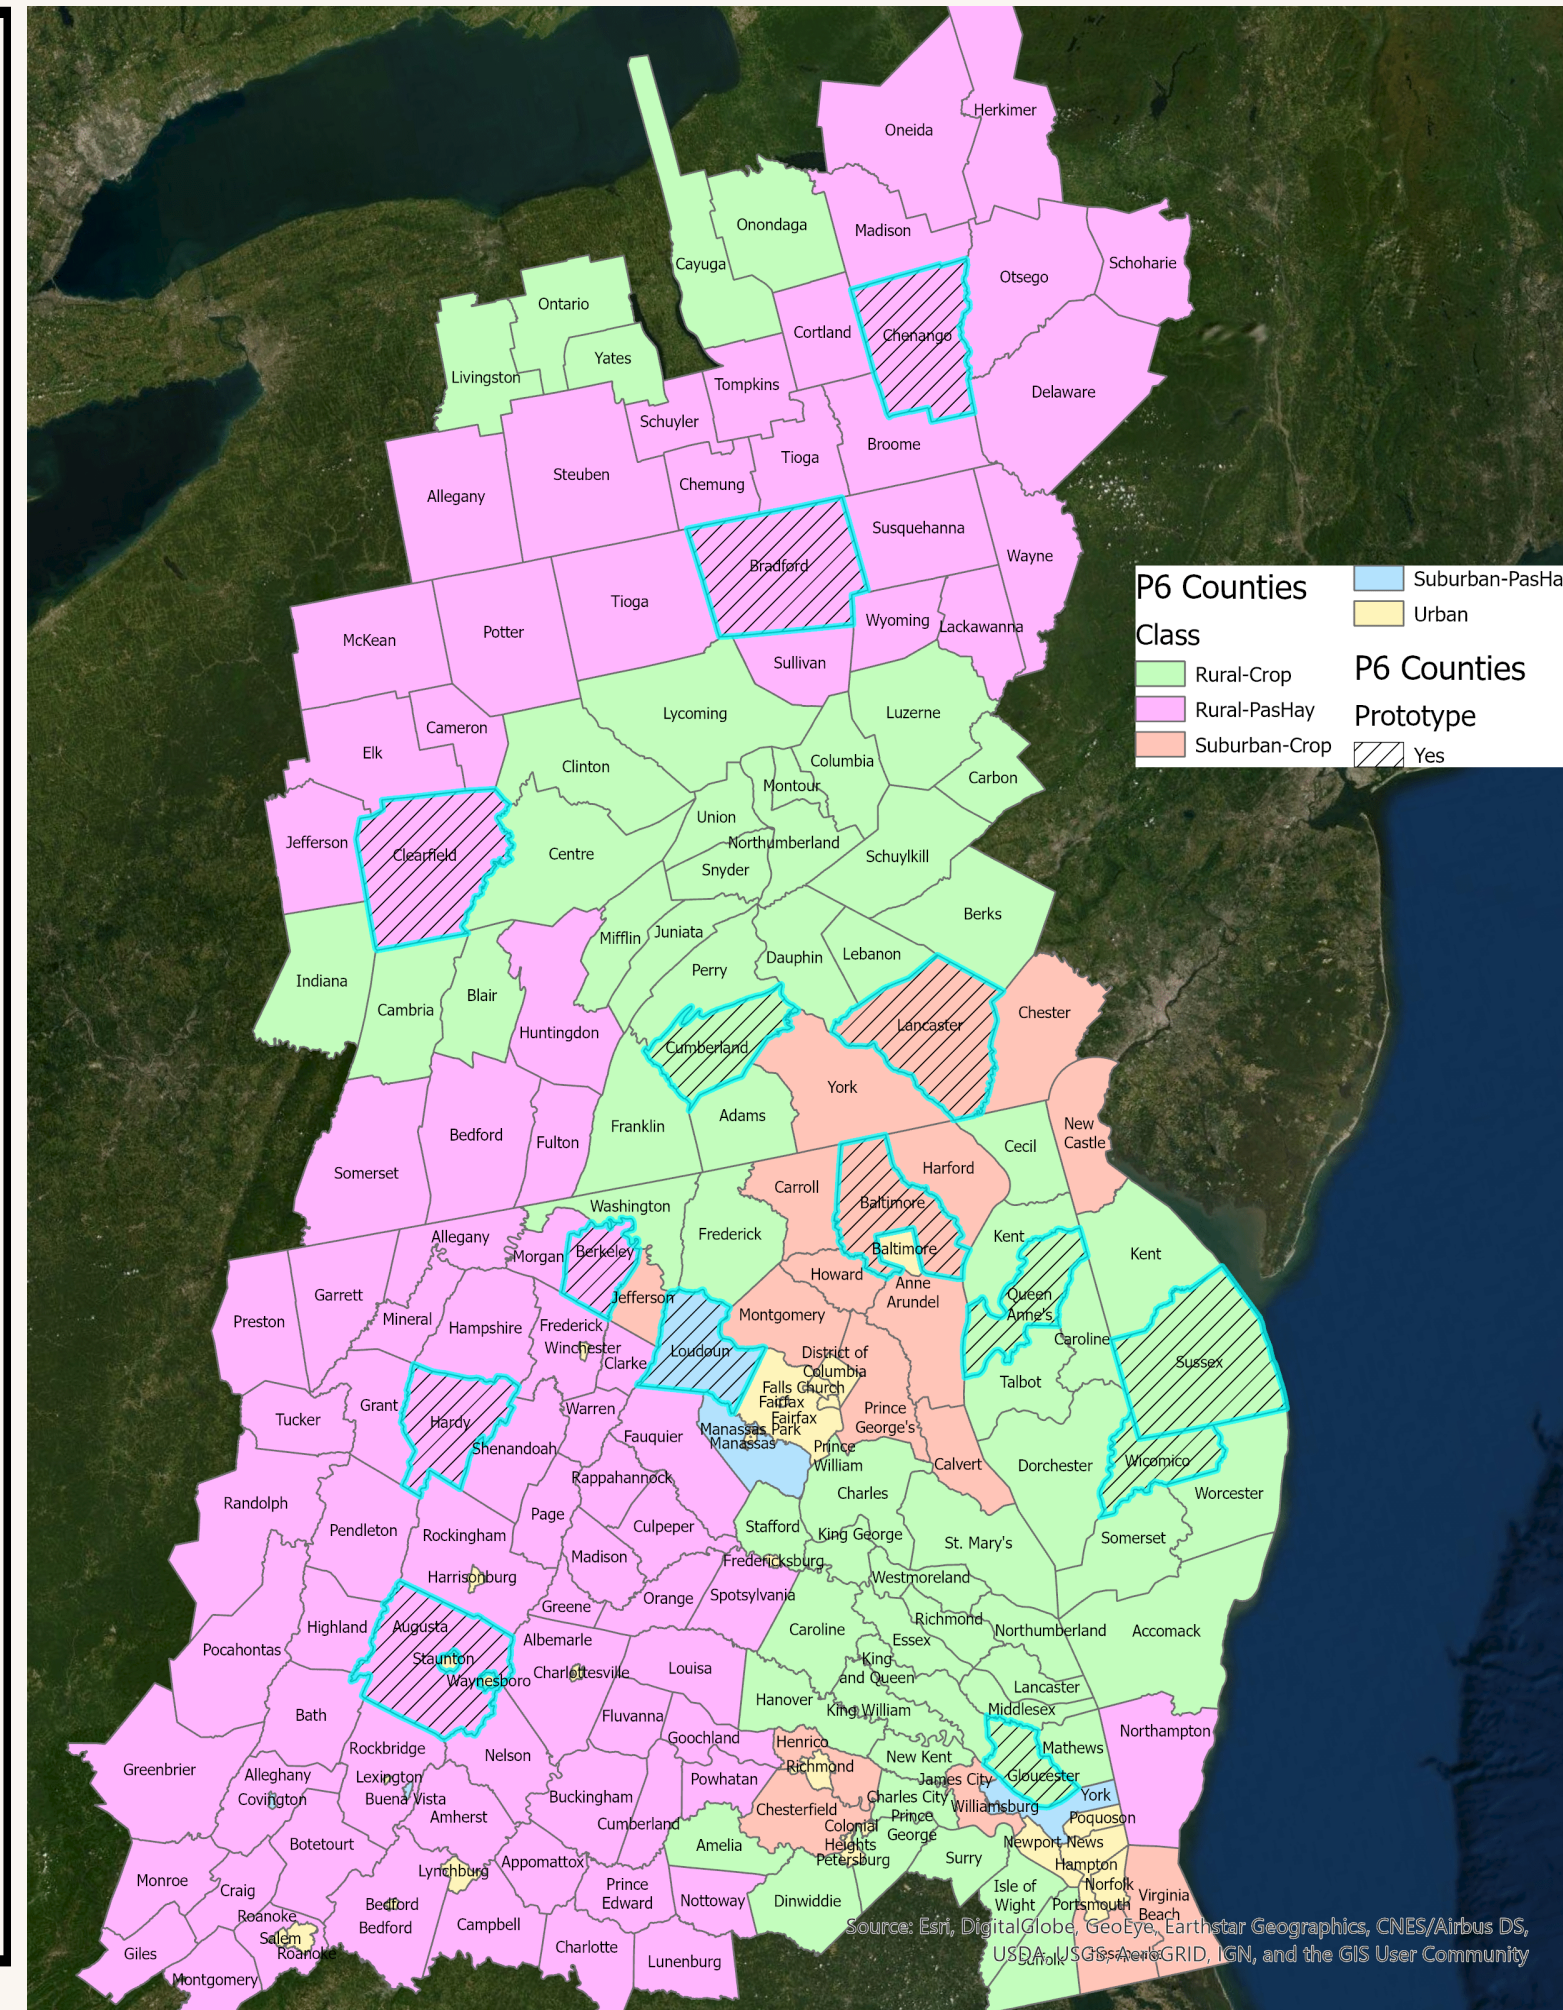 Herkimer
Oneida
Onondaga
Madison
Cayuga
Schoharie
Otsego
Ontario
Cortland
Chenango
Yates
Livingston
Tompkins
Delaware
Schuyler
Broome
Tioga
Steuben
Chemung
Allegany
Susquehanna
Wayne
Bradford
Tioga
Wyoming
Lackawanna
Potter
McKean
Sullivan
P6 Counties
Class
Rural-Crop
Rural-PasHay
Suburban-Crop
Suburban-PasHa
Urban
P6 Counties
Prototype
Yes
Lycoming
Luzerne
Cameron
Elk
Columbia
Clinton
Carbon
Montour
Union
Jefferson
Northumberland
Clearfield
Centre
Schuylkill
Snyder
Berks
Juniata
Mifflin
Lebanon
Dauphin
Perry
Indiana
Blair
Cambria
Chester
Lancaster
Huntingdon
Cumberland
York
Adams
New
Castle
Franklin
Bedford
Fulton
Cecil
Harford
Somerset
Carroll
Baltimore
Washington
Frederick
Kent
Allegany
Baltimore
Berkeley
Morgan
Kent
Howard
Anne
Arundel
Garrett
Queen
Anne's
Jefferson
Montgomery
Mineral
Preston
Hampshire
Frederick
Caroline
Winchester
Loudoun
District of
Columbia
Clarke
Sussex
Talbot
Falls Church
Fairfax
Grant
Warren
Prince
George's
Fairfax
Tucker
Hardy
Manassas Park
Fauquier
Manassas
Shenandoah
Prince
William
Wicomico
Calvert
Dorchester
Rappahannock
Charles
Worcester
Randolph
Page
Culpeper
Stafford
Pendleton
Rockingham
King George
Somerset
St. Mary's
Madison
Fredericksburg
Harrisonburg
Westmoreland
Spotsylvania
Orange
Greene
Richmond
Highland
Augusta
Caroline
Northumberland
Accomack
Albemarle
Essex
Pocahontas
Staunton
King
and Queen
Louisa
Charlottesville
Waynesboro
Lancaster
Hanover
King William
Middlesex
Bath
Fluvanna
Northampton
Goochland
Henrico
Rockbridge
Mathews
Nelson
New Kent
Richmond
Greenbrier
Alleghany
Lexington
Powhatan
James City
Gloucester
Covington
Buena Vista
Buckingham
Charles City
York
Williamsburg
Chesterfield
Amherst
Prince
George
Poquoson
Cumberland
Colonial
Heights
Botetourt
Amelia
Newport News
Petersburg
Surry
Appomattox
Hampton
Lynchburg
Monroe
Craig
Prince
Edward
Isle of
Wight
Norfolk
Nottoway
Dinwiddie
Bedford
Portsmouth
Virginia
Beach
Roanoke
Campbell
Bedford
Salem
Charlotte
Roanoke
Giles
Lunenburg
Suffolk
Montgomery
Source: Esri, DigitalGlobe, GeoEye, Earthstar Geographics, CNES/Airbus DS,
USDA, USGS, AeroGRID, IGN, and the GIS User Community